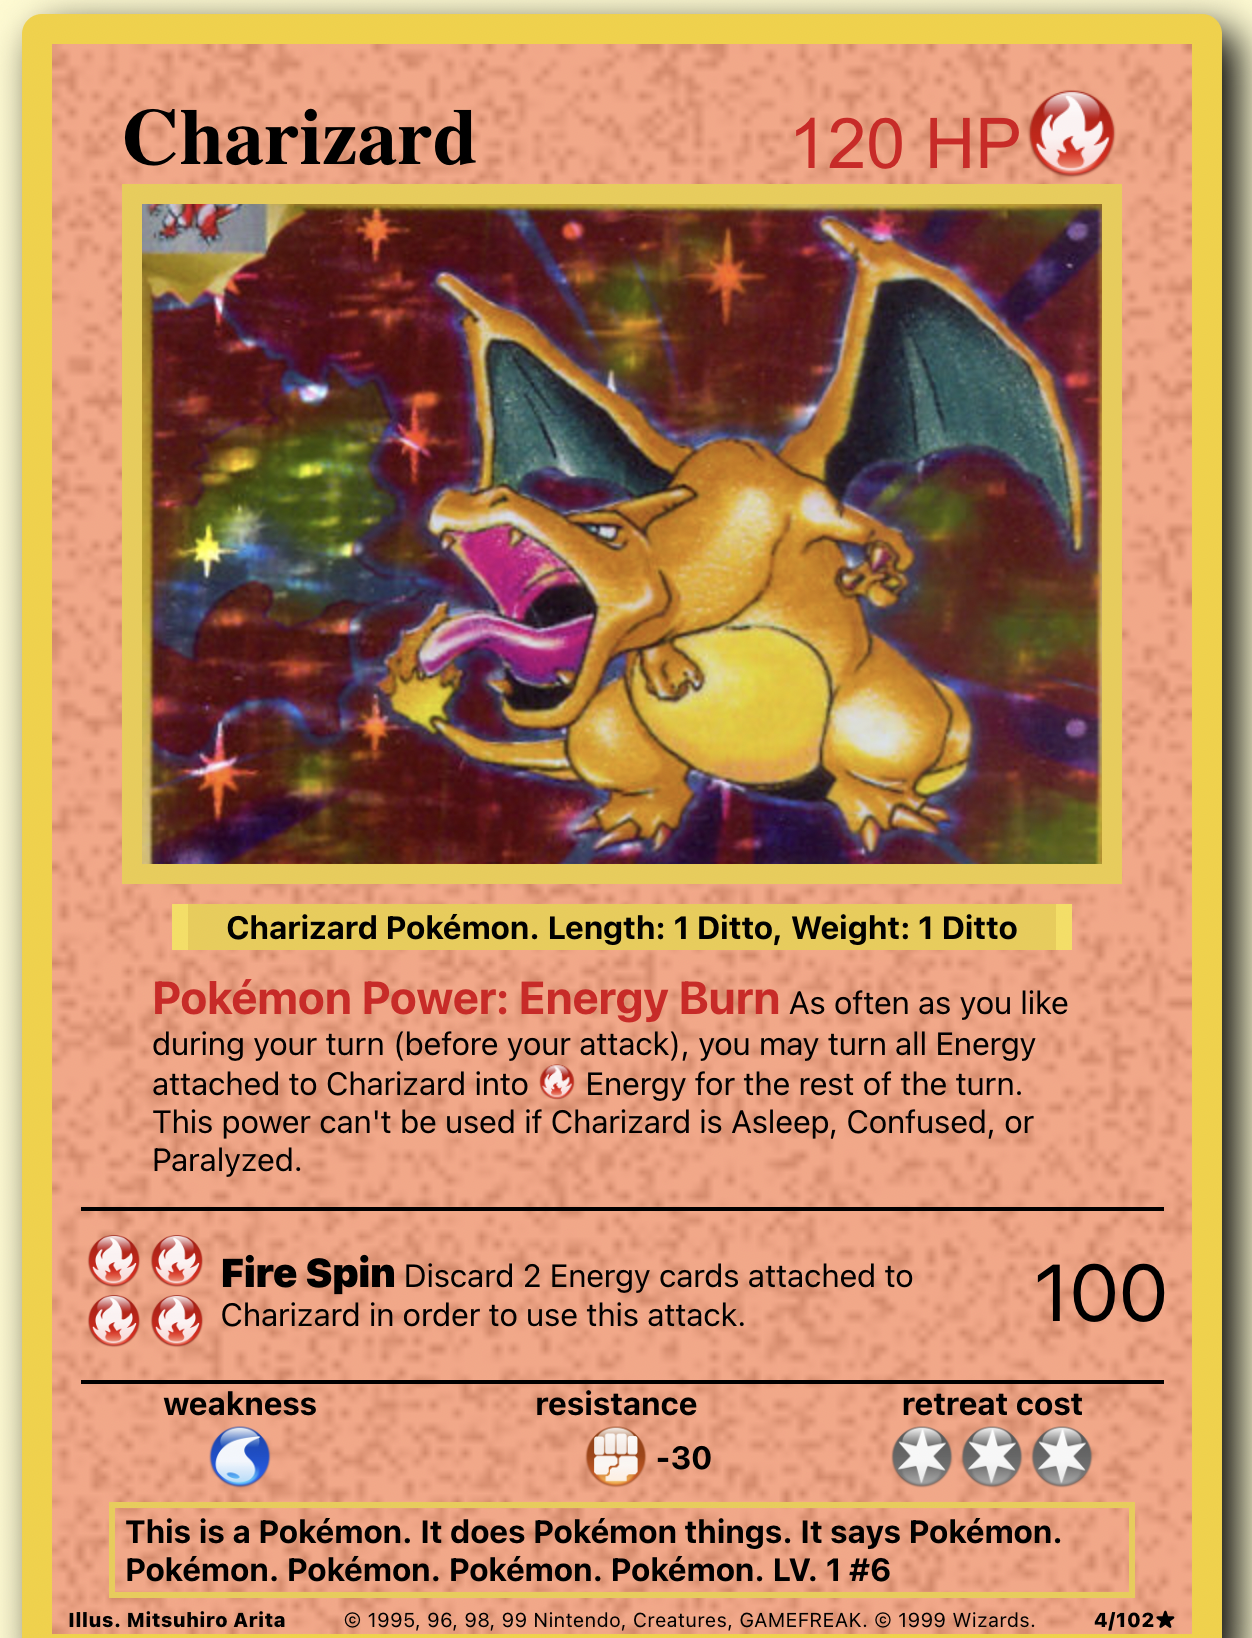 Charizard
120 HP
Charizard Pokémon. Length: 1 Ditto, Weight: 1 Ditto
Pokémon Power: Energy Burn As often as you like
during your turn (before your attack), you may turn all Energy
attached to Charizard into Energy for the rest of the turn.
This power can't be used if Charizard is Asleep, Confused, or
Paralyzed.
Fire Spin Discard 2 Energy cards attached to
Charizard in order to use this attack.
100
weakness
resistance
retreat cost
-30
This is a Pokémon. It does Pokémon things. It says Pokémon.
Pokémon. Pokémon. Pokémon. Pokémon. LV. 1 #6
Illus. Mitsuhiro Arita
© 1995, 96, 98, 99 Nintendo, Creatures, GAMEFREAK. © 1999 Wizards.
4/102★